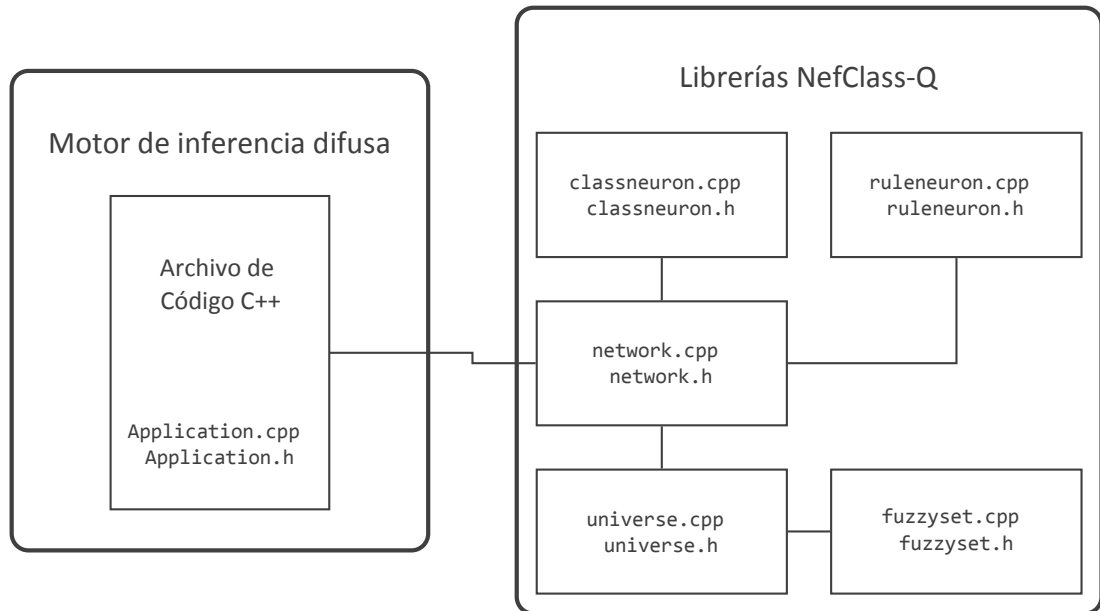 Motor de inferencia difusa
Archivo de
Código C++
Application.cpp
Application.h
Librerías NefClass-Q
classneuron.cpp
classneuron.h
ruleneuron.cpp
ruleneuron.h
network.cpp
network.h
universe.cpp
universe.h
fuzzyset.cpp
fuzzyset.h